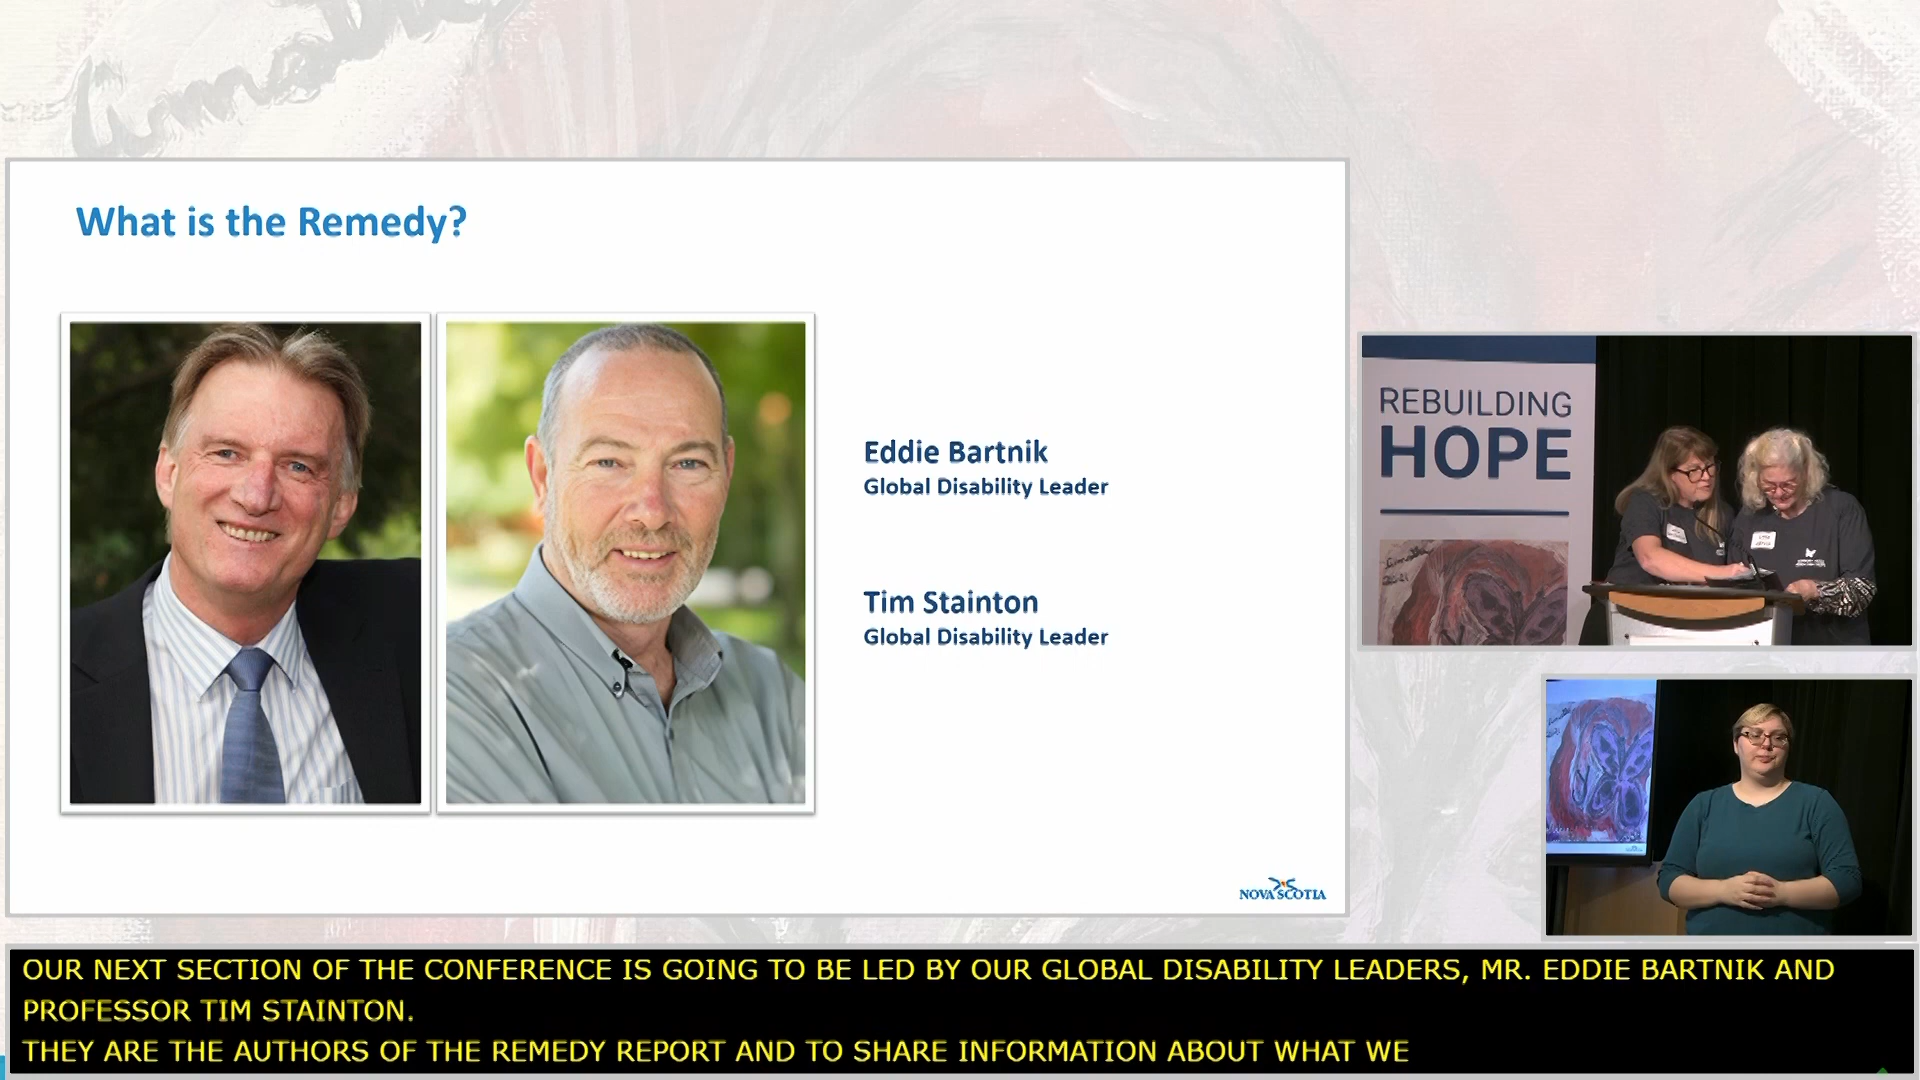 What is the Remedy?
Eddie Bartnik
Global Disability Leader
Tim Stainton
Global Disability Leader
NOVA SCOTIA
REBUILDING
HOPE
OUR NEXT SECTION OF THE CONFERENCE IS GOING TO BE LED BY OUR GLOBAL DISABILITY LEADERS, MR. EDDIE BARTNIK AND
PROFESSOR TIM STAINTON.
THEY ARE THE AUTHORS OF THE REMEDY REPORT AND TO SHARE INFORMATION ABOUT WHAT WE